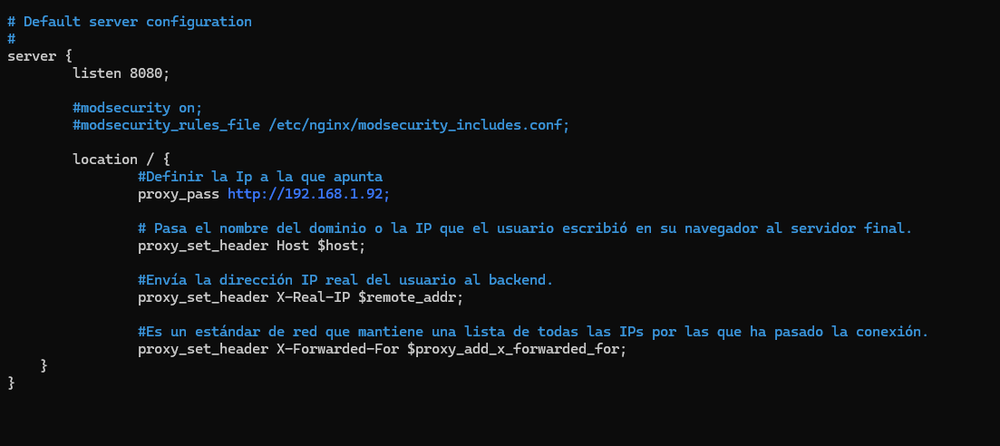 # Default server configuration
#
server {
listen 8080;
#modsecurity on;
#modsecurity_rules_file /etc/nginx/modsecurity_includes.conf;
location / {
#Definir la Ip a la que apunta
proxy_pass http://192.168.1.92;
# Pasa el nombre del dominio o la IP que el usuario escribió en su navegador al servidor final.
proxy_set_header Host $host;
#Envía la dirección IP real del usuario al backend.
proxy_set_header X-Real-IP $remote_addr;
#Es un estándar de red que mantiene una lista de todas las IPs por las que ha pasado la conexión.
proxy_set_header X-Forwarded-For $proxy_add_x_forwarded_for;
}
}